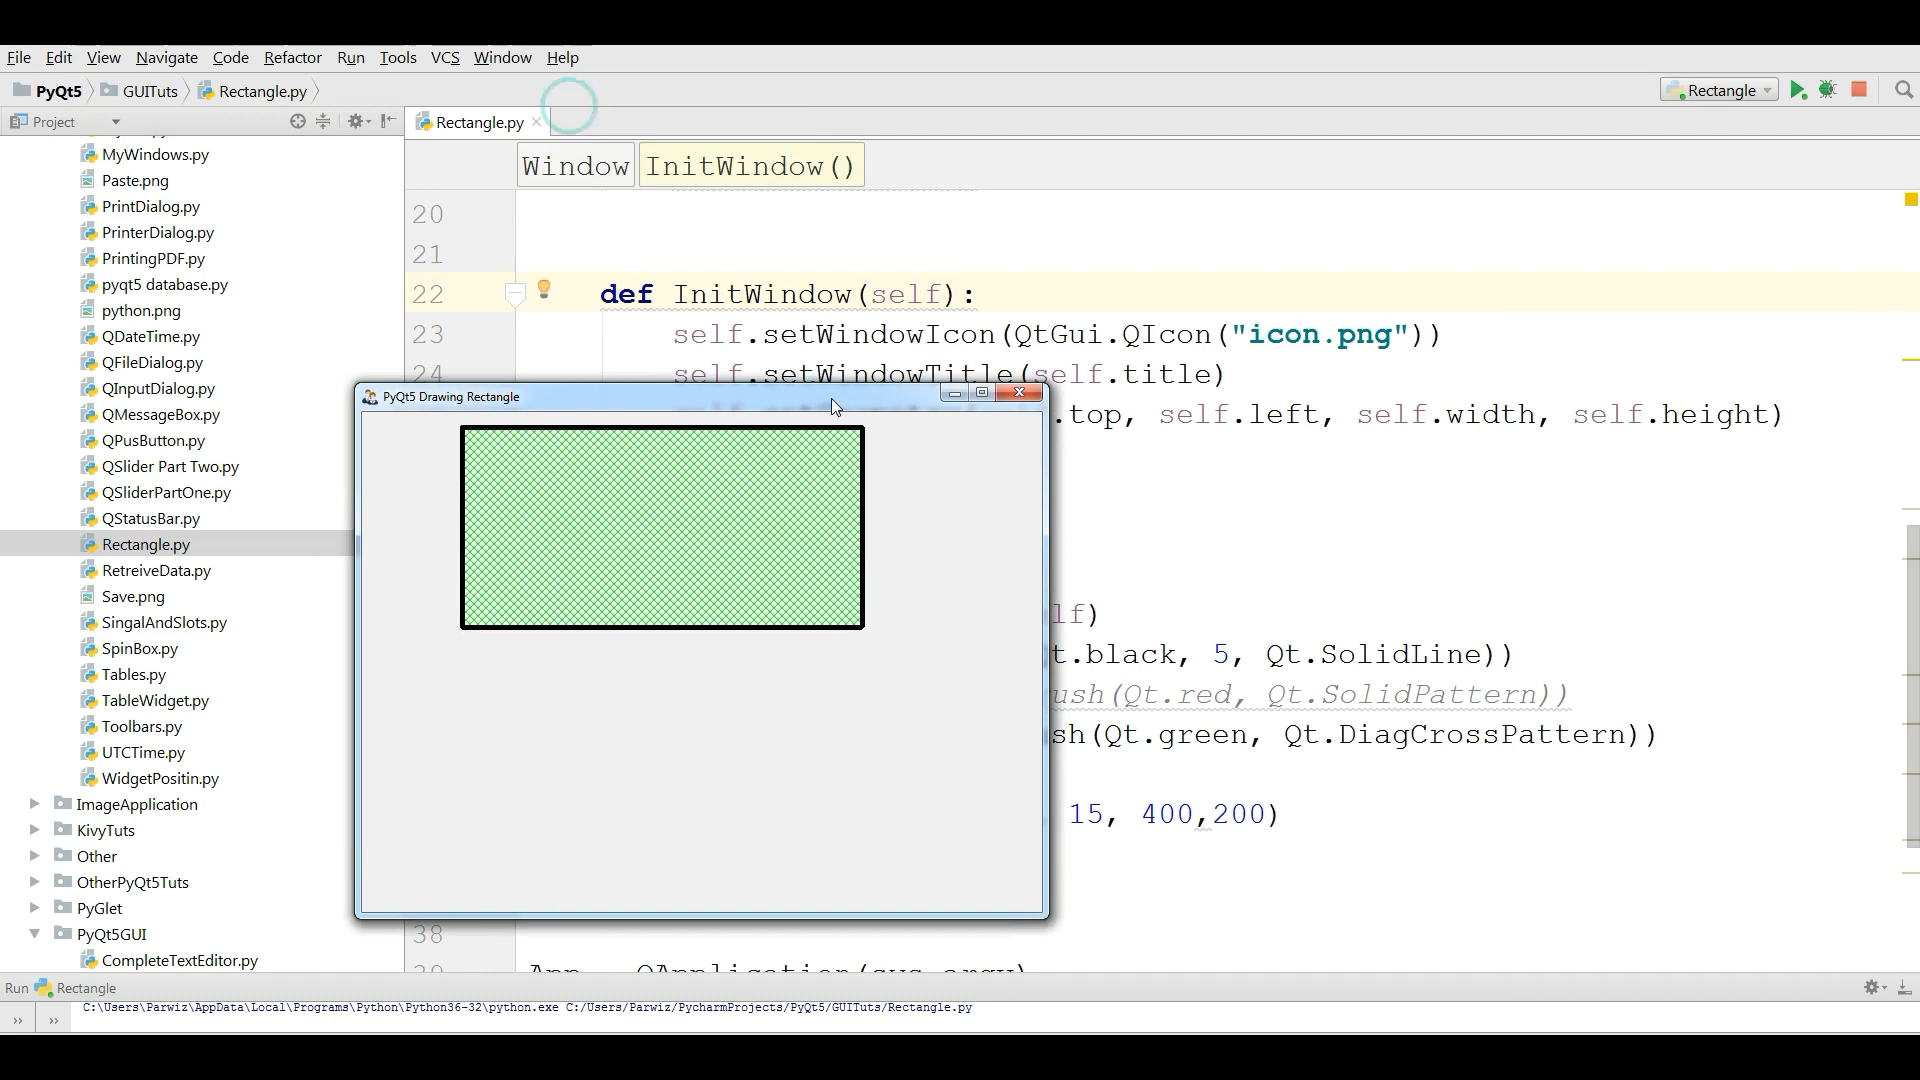 File Edit View Navigate Code Refactor Run Tools VCS Window Help
PyQt5 GUITuts Rectangle.py
Rectangle
Project
Rectangle.py
Window InitWindow()
MyWindows.py
Paste.png
PrintDialog.py
PrinterDialog.py
PrintingPDF.py
pyqt5 database.py
python.png
QDateTime.py
QFileDialog.py
QInputDialog.py
QMessageBox.py
QPusButton.py
QSlider Part Two.py
QSliderPartOne.py
QStatusBar.py
Rectangle.py
RetreiveData.py
Save.png
SingalAndSlots.py
SpinBox.py
Tables.py
TableWidget.py
Toolbars.py
UTCTime.py
WidgetPositin.py
ImageApplication
KivyTuts
Other
OtherPyQt5Tuts
PyGlet
PyQt5GUI
CompleteTextEditor.py
20
21
22 def InitWindow(self):
23 self.setWindowIcon(QtGui.QIcon("icon.png"))
24 self.setWindowTitle(self.title)
.top, self.left, self.width, self.height)
lf)
t.black, 5, Qt.SolidLine))
ush(Qt.red, Qt.SolidPattern))
sh(Qt.green, Qt.DiagCrossPattern))
15, 400,200)
38
39 App = QApplication(sys.argv)
PyQt5 Drawing Rectangle
Run Rectangle
C:\Users\Parwiz\AppData\Local\Programs\Python\Python36-32\python.exe C:/Users/Parwiz/PycharmProjects/PyQt5/GUITuts/Rectangle.py